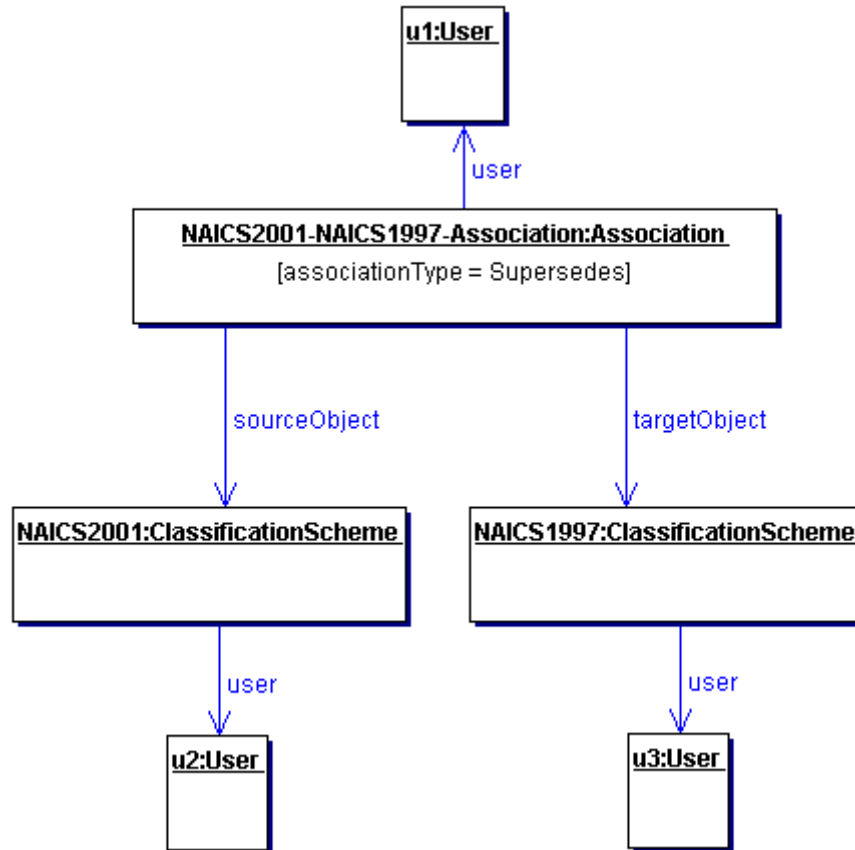 u1:User
user
NAICS2001-NAICS1997-Association:Association
[associationType = Supersedes]
sourceObject
targetObject
NAICS2001:ClassificationScheme
NAICS1997:ClassificationScheme
user
user
u2:User
u3:User